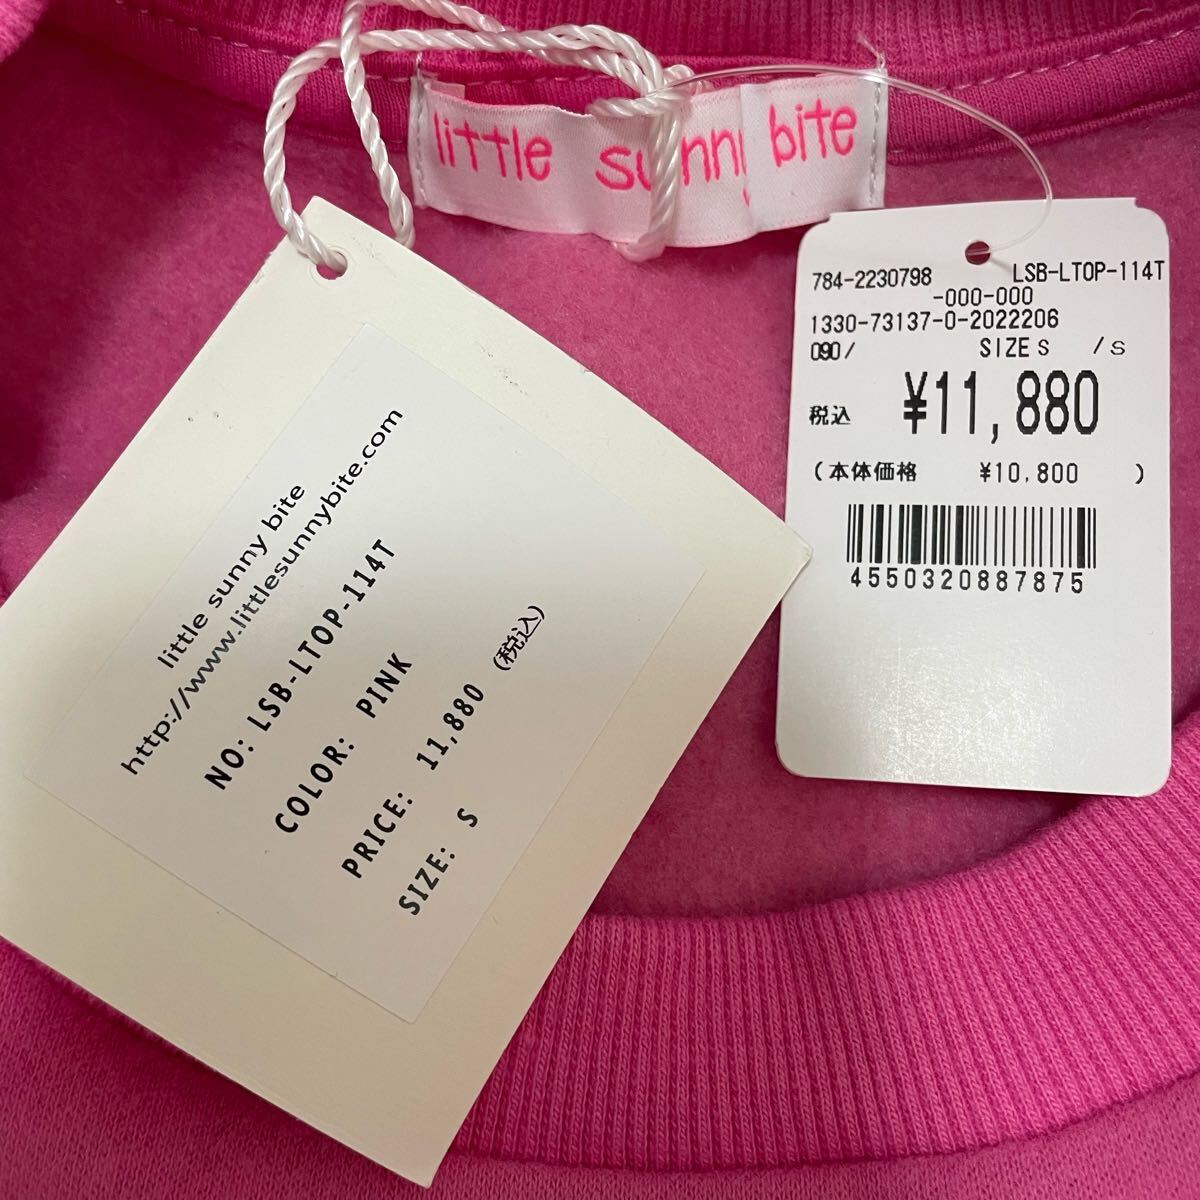 little sunny bite
784-2230798 LSB-LTOP-114T
-000-000
1330-73137-0-2022206
090/ SIZE S /S
税込 ¥11,880
(本体価格 ¥10,800 )
4550320887875
little sunny bite
http://www.littlesunnybite.com
NO: LSB-LTOP-114T
COLOR: PINK
PRICE: 11,880 (税込)
SIZE: S